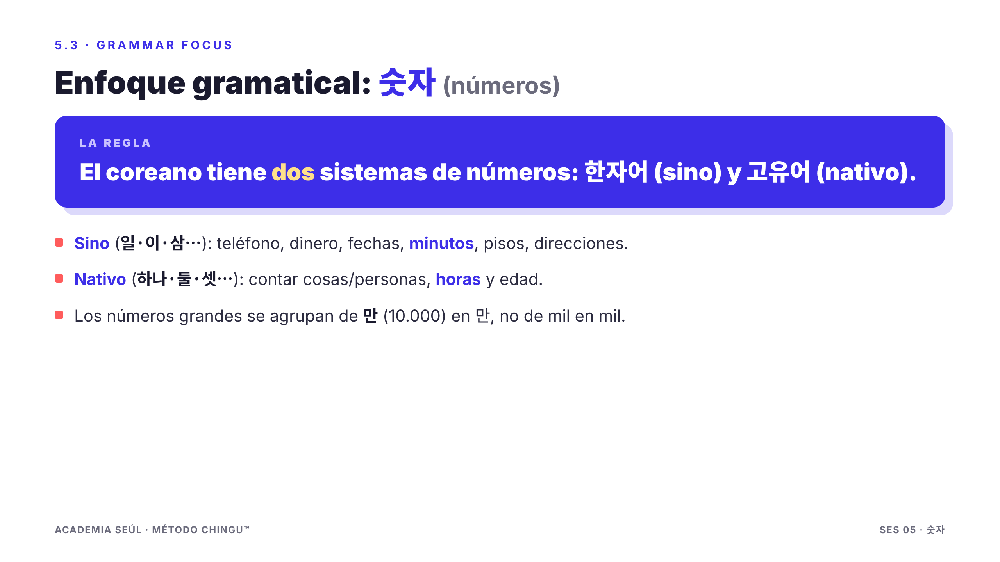 5.3 · GRAMMAR FOCUS
Enfoque gramatical: 숫자 (números)
LA REGLA
El coreano tiene dos sistemas de números: 한자어 (sino) y 고유어 (nativo).
Sino (일·이·삼…): teléfono, dinero, fechas, minutos, pisos, direcciones.
Nativo (하나·둘·셋…): contar cosas/personas, horas y edad.
Los números grandes se agrupan de 만 (10.000) en 만, no de mil en mil.
ACADEMIA SEÚL · MÉTODO CHINGU™
SES 05 · 숫자